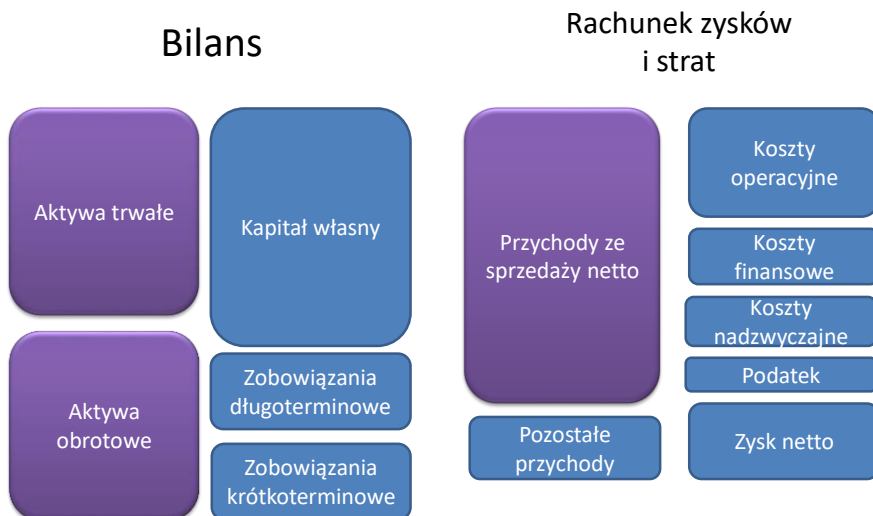 Bilans
Aktywa trwałe
Aktywa
obrotowe
Kapitał własny
Zobowiązania
długoterminowe
Zobowiązania
krótkoterminowe
Rachunek zysków
i strat
Przychody ze
sprzedaży netto
Pozostałe
przychody
Koszty
operacyjne
Koszty
finansowe
Koszty
nadzwyczajne
Podatek
Zysk netto